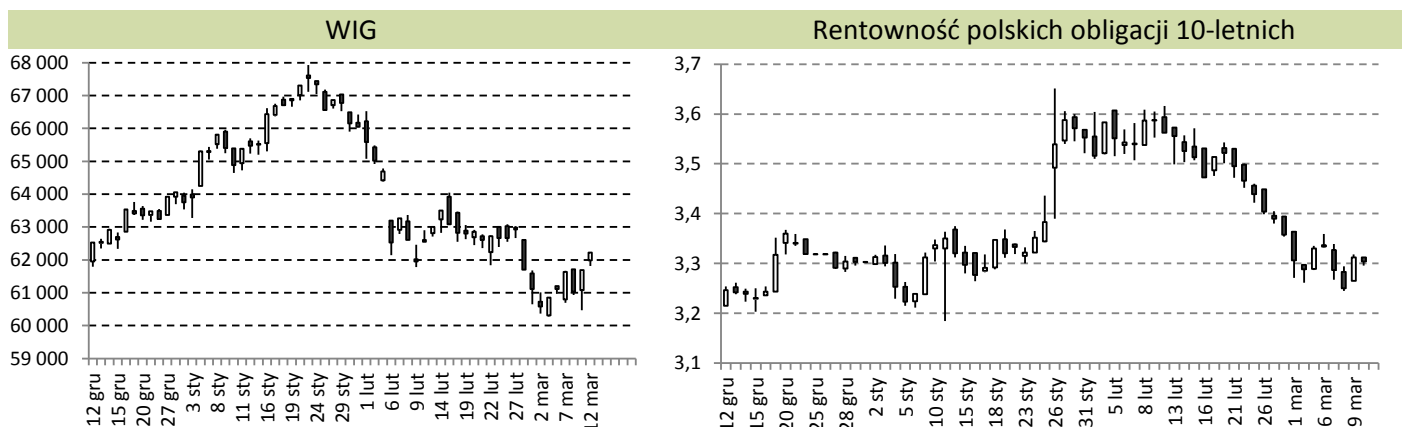 WIG
68 000
67 000
66 000
65 000
64 000
63 000
62 000
61 000
60 000
59 000
12 gru
15 gru
20 gru
27 gru
3 sty
8 sty
11 sty
16 sty
19 sty
24 sty
29 sty
1 lut
6 lut
9 lut
14 lut
19 lut
22 lut
27 lut
2 mar
7 mar
12 mar
Rentowność polskich obligacji 10-letnich
3,7
3,6
3,5
3,4
3,3
3,2
3,1
12 gru
15 gru
20 gru
25 gru
28 gru
2 sty
5 sty
10 sty
15 sty
18 sty
23 sty
26 sty
31 sty
5 lut
8 lut
13 lut
16 lut
21 lut
26 lut
1 mar
6 mar
9 mar